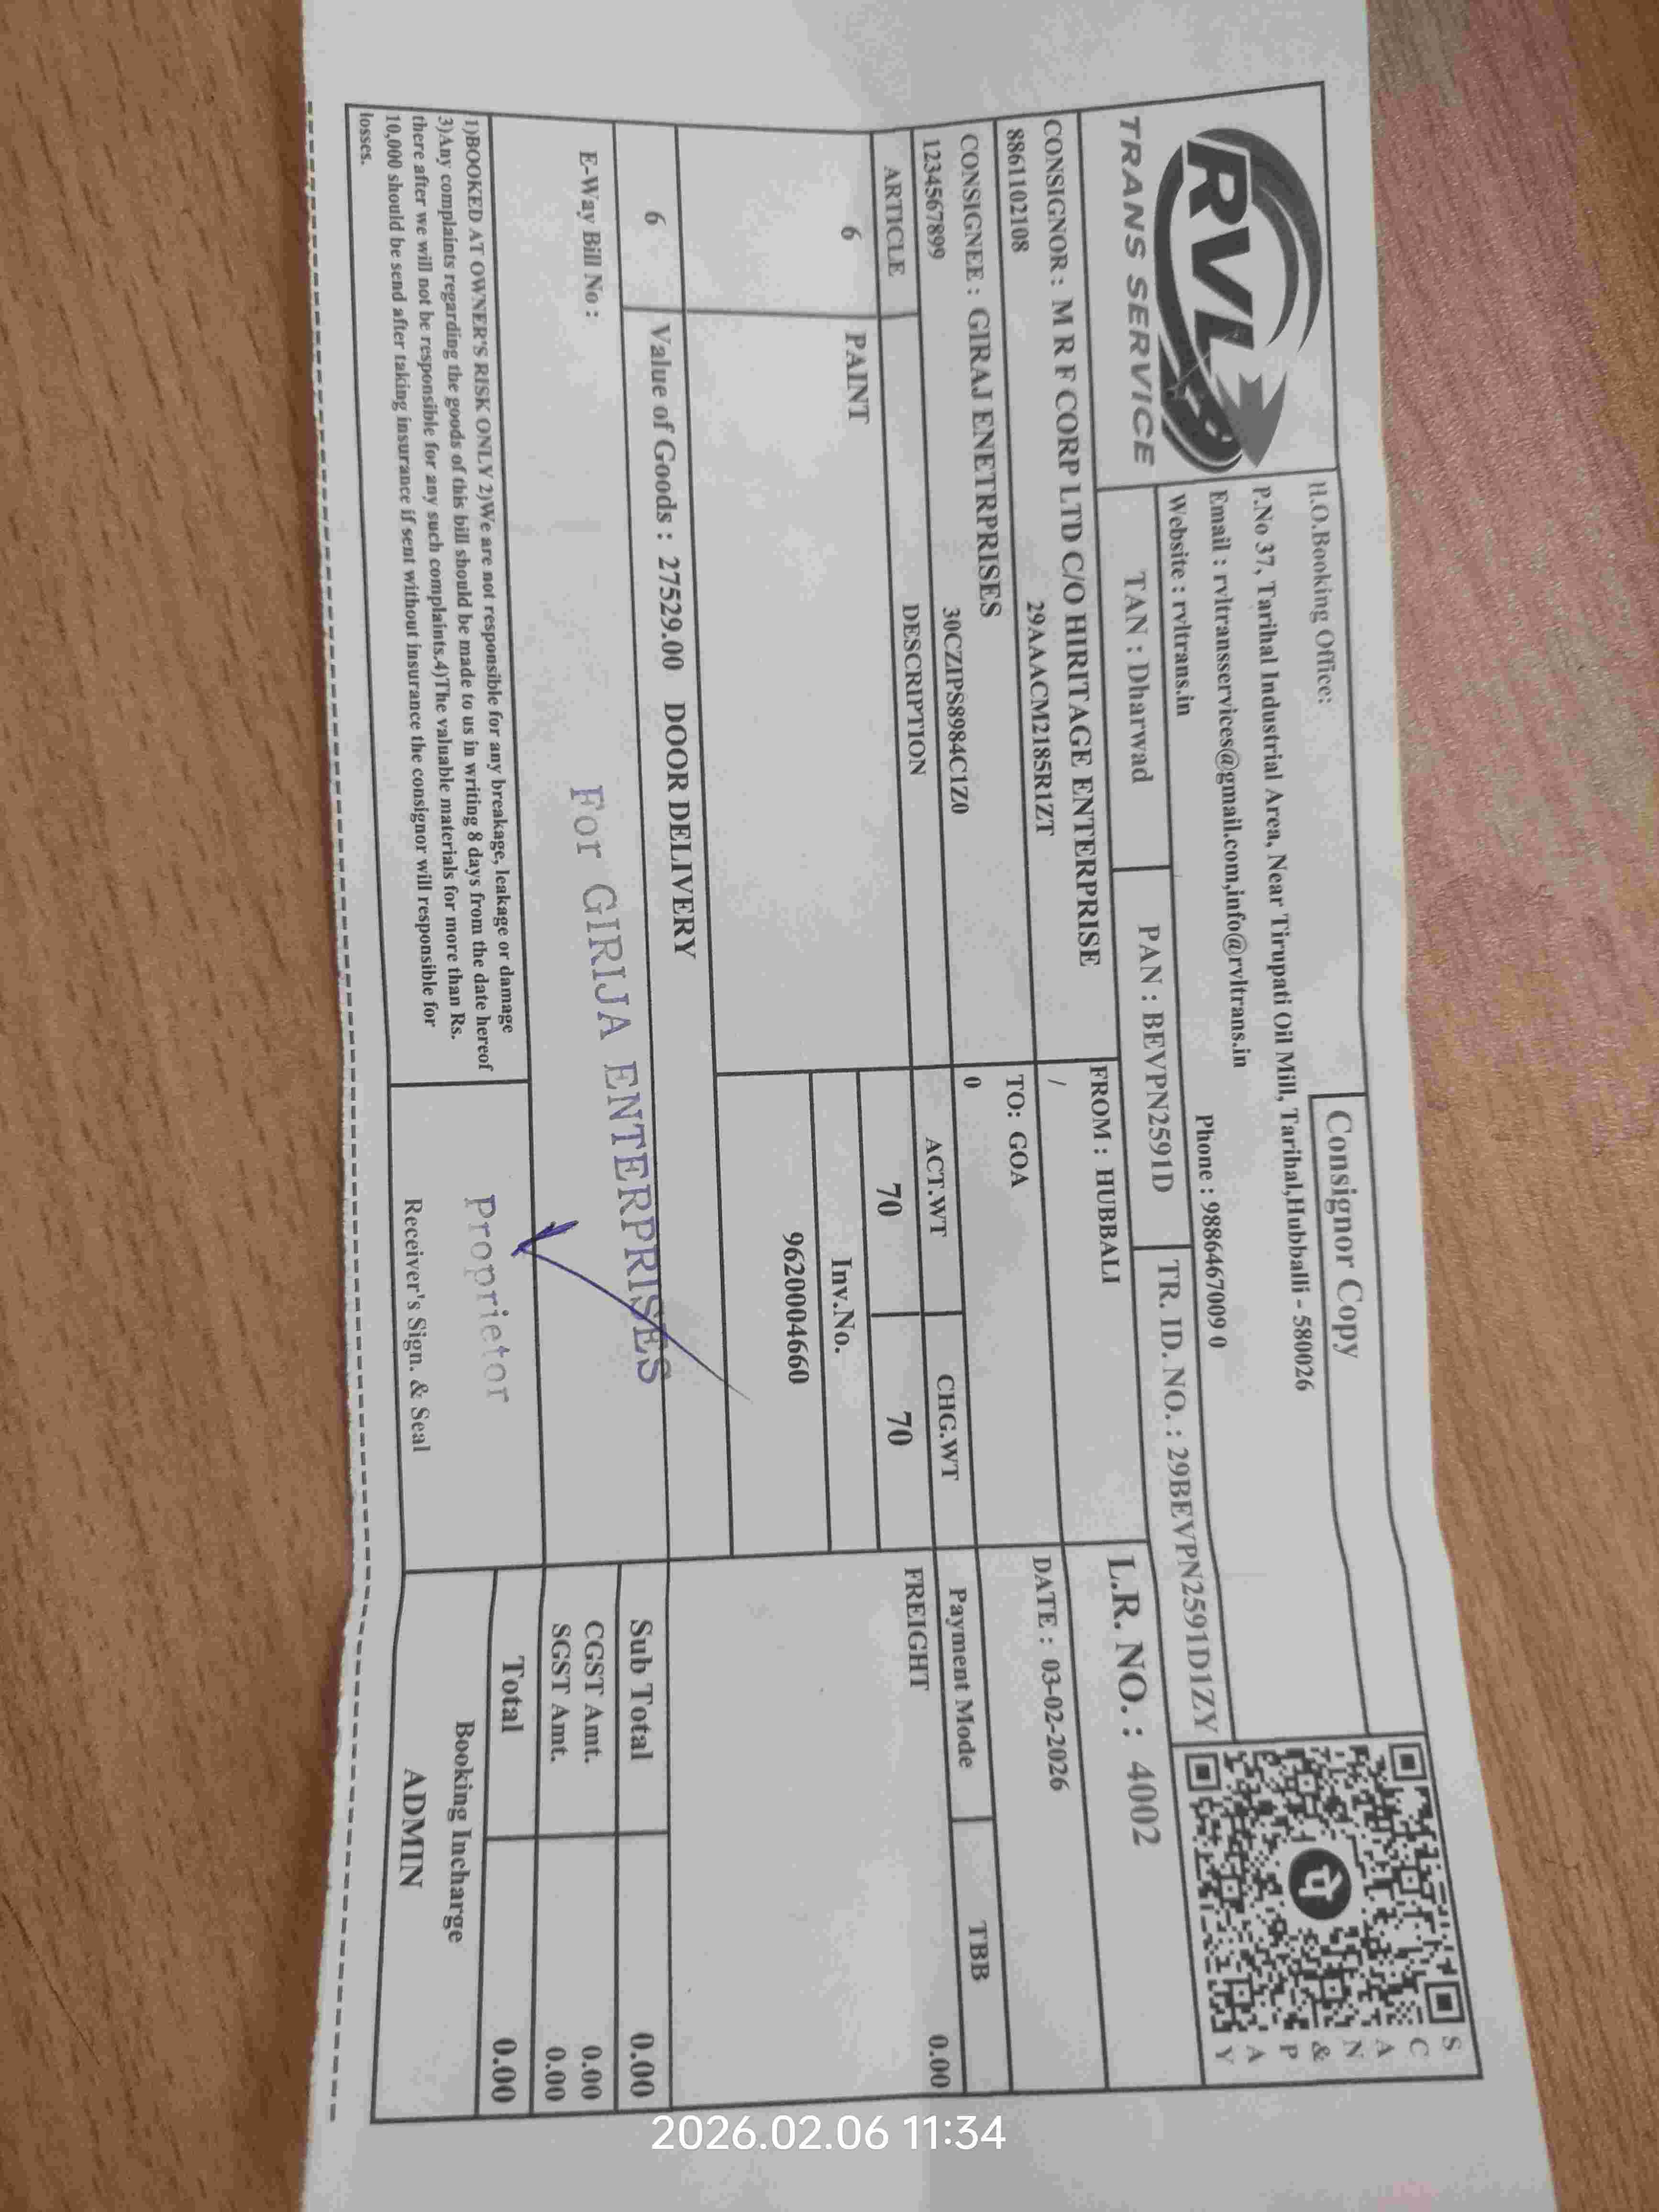 RVL
TRANS SERVICE
H.O.Booking Office:
Consignor Copy
P.No 37, Tarihal Industrial Area, Near Tirupati Oil Mill, Tarihal,Hubballi - 580026
Email : rvltransservices@gmail.com,info@rvltrans.in
Phone : 9886467009 0
Website : rvltrans.in
SCAN & PAY
TAN : Dharwad
PAN : BEVPN2591D
TR. ID. NO. : 29BEVPN2591D1ZY
CONSIGNOR : M R F CORP LTD C/O HIRITAGE ENTERPRISE
8861102108 29AAACM2185R1ZT
FROM : HUBBALI
/
L.R. NO. : 4002
CONSIGNEE : GIRAJ ENETRPRISES
1234567899 30CZIPS8984C1Z0
TO: GOA
0
DATE : 03-02-2026
ARTICLE DESCRIPTION ACT.WT CHG.WT Payment Mode TBB
6 PAINT 70 70 FREIGHT 0.00
Inv.No.
9620004660
6 Value of Goods : 27529.00 DOOR DELIVERY
Sub Total 0.00
E-Way Bill No :
CGST Amt. 0.00
SGST Amt. 0.00
For GIRIJA ENTERPRISES
Proprietor
Total 0.00
1)BOOKED AT OWNER'S RISK ONLY 2)We are not responsible for any breakage, leakage or damage
3)Any complaints regarding the goods of this bill should be made to us in writing 8 days from the date hereof
there after we will not be responsible for any such complaints.4)The valuable materials for more than Rs.
10,000 should be send after taking insurance if sent without insurance the consignor will responsible for
losses.
Receiver's Sign. & Seal
Booking Incharge
ADMIN
2026.02.06 11:34